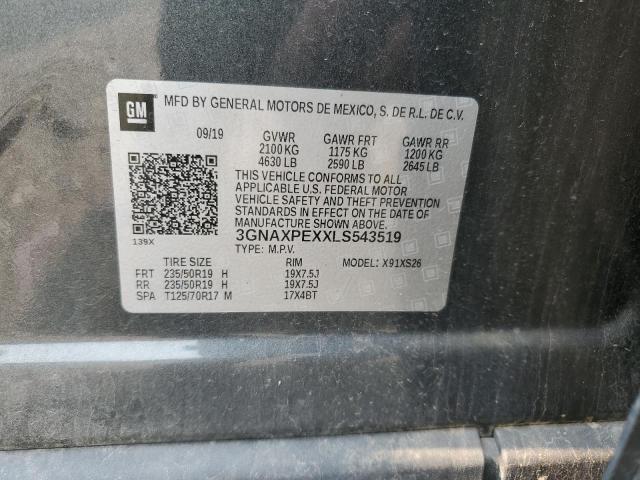 GM
MFD BY GENERAL MOTORS DE MEXICO, S. DE R.L. DE C.V.
09/19 GVWR GAWR FRT GAWR RR
2100 KG 1175 KG 1200 KG
4630 LB 2590 LB 2645 LB
THIS VEHICLE CONFORMS TO ALL
APPLICABLE U.S. FEDERAL MOTOR
VEHICLE SAFETY AND THEFT PREVENTION
STANDARDS IN EFFECT ON THE DATE OF
MANUFACTURE SHOWN ABOVE.
3GNAXPEXXLS543519
139X
TYPE: M.P.V.
TIRE SIZE RIM MODEL: X91XS26
FRT 235/50R19 H 19X7.5J
RR 235/50R19 H 19X7.5J
SPA T125/70R17 M 17X4BT